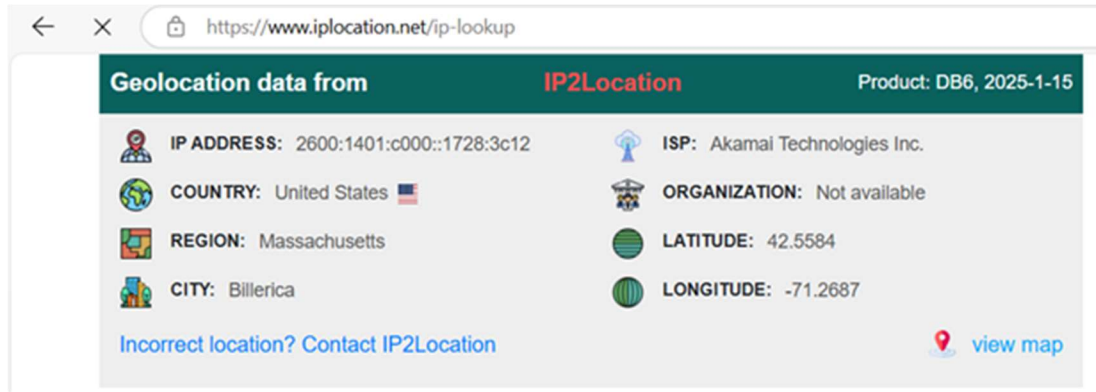 https://www.iplocation.net/ip-lookup
Geolocation data from IP2Location Product: DB6, 2025-1-15
IP ADDRESS: 2600:1401:c000::1728:3c12 ISP: Akamai Technologies Inc.
COUNTRY: United States ORGANIZATION: Not available
REGION: Massachusetts LATITUDE: 42.5584
CITY: Billerica LONGITUDE: -71.2687
Incorrect location? Contact IP2Location view map